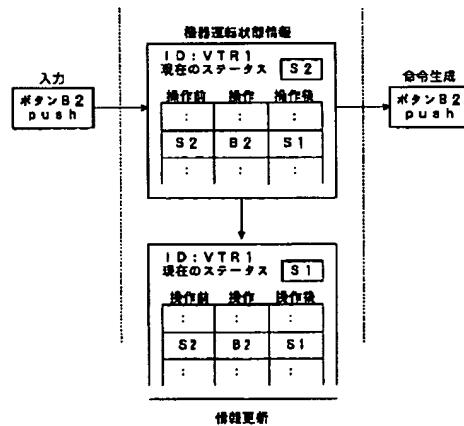 機器運転状態情報
入力
ボタンB2
push
ID:VTR1
現在のステータス S2
操作前 操作 操作後
: : :
S2 B2 S1
: : :
命令生成
ボタンB2
push
ID:VTR1
現在のステータス S1
操作前 操作 操作後
: : :
S2 B2 S1
: : :
情報更新